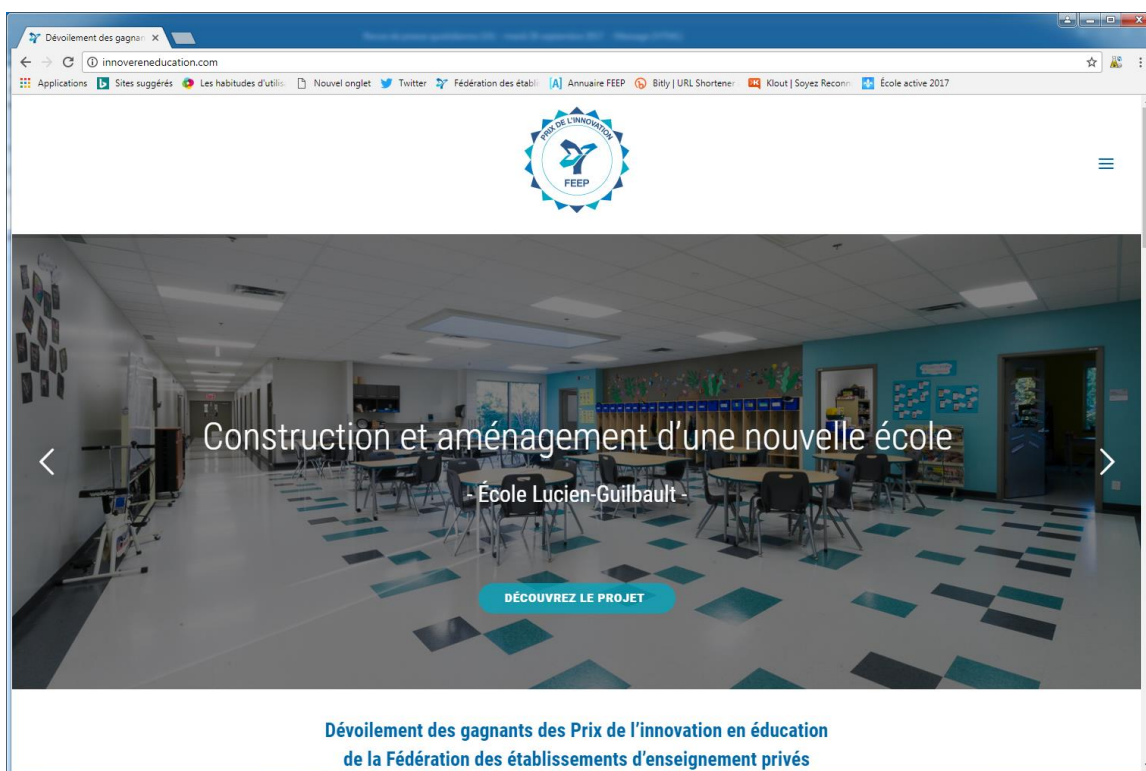 Dévoilement des gagnan
innovereneducation.com
Applications Sites suggérés Les habitudes d'utilis Nouvel onglet Twitter Fédération des établi Annuaire FEEP Bitly | URL Shortener Klout | Soyez Reconn École active 2017
PRIX DE L'INNOVATION
FEEP
Construction et aménagement d'une nouvelle école
- École Lucien-Guilbault -
DÉCOUVREZ LE PROJET
Dévoilement des gagnants des Prix de l'innovation en éducation
de la Fédération des établissements d'enseignement privés